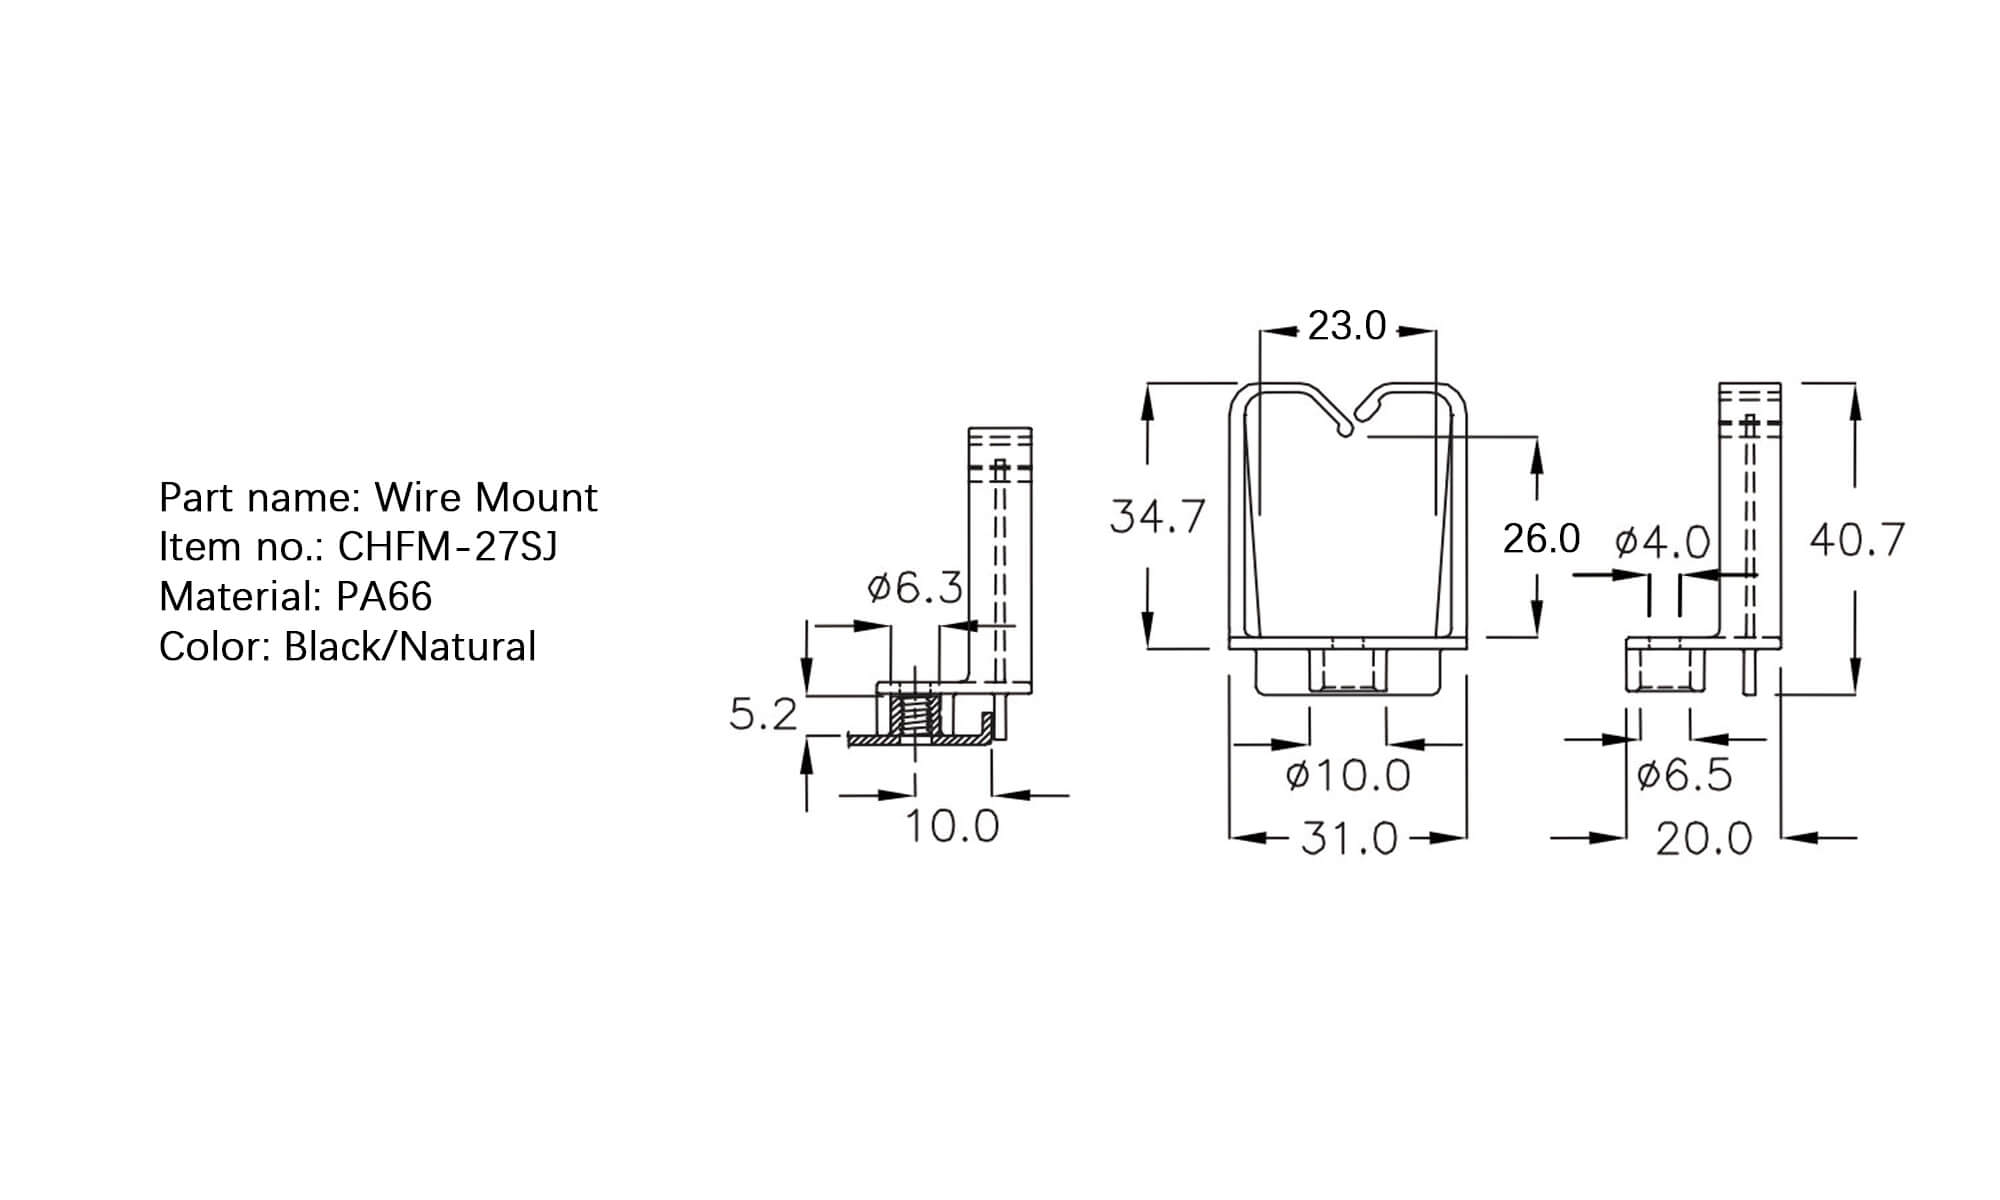 Part name: Wire Mount
Item no.: CHFM-27SJ
Material: PA66
Color: Black/Natural
23.0
34.7
26.0
ø4.0
40.7
ø6.3
5.2
10.0
ø10.0
31.0
ø6.5
20.0